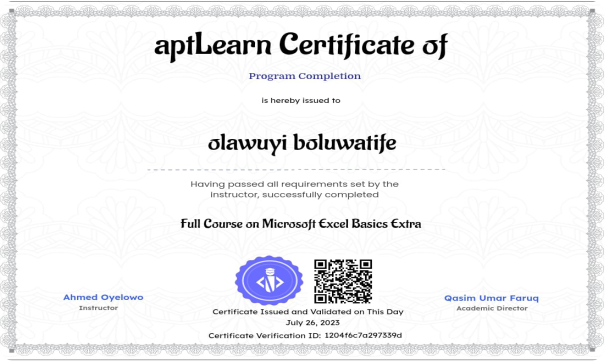 aptLearn Certificate of
Program Completion
is hereby issued to
olawuyi boluwatife
Having passed all requirements set by the
instructor, successfully completed
Full Course on Microsoft Excel Basics Extra
Ahmed Oyelowo
Instructor
Qasim Umar Faruq
Academic Director
Certificate Issued and Validated on This Day
July 26, 2023
Certificate Verification ID: 1204f6c7a297339d